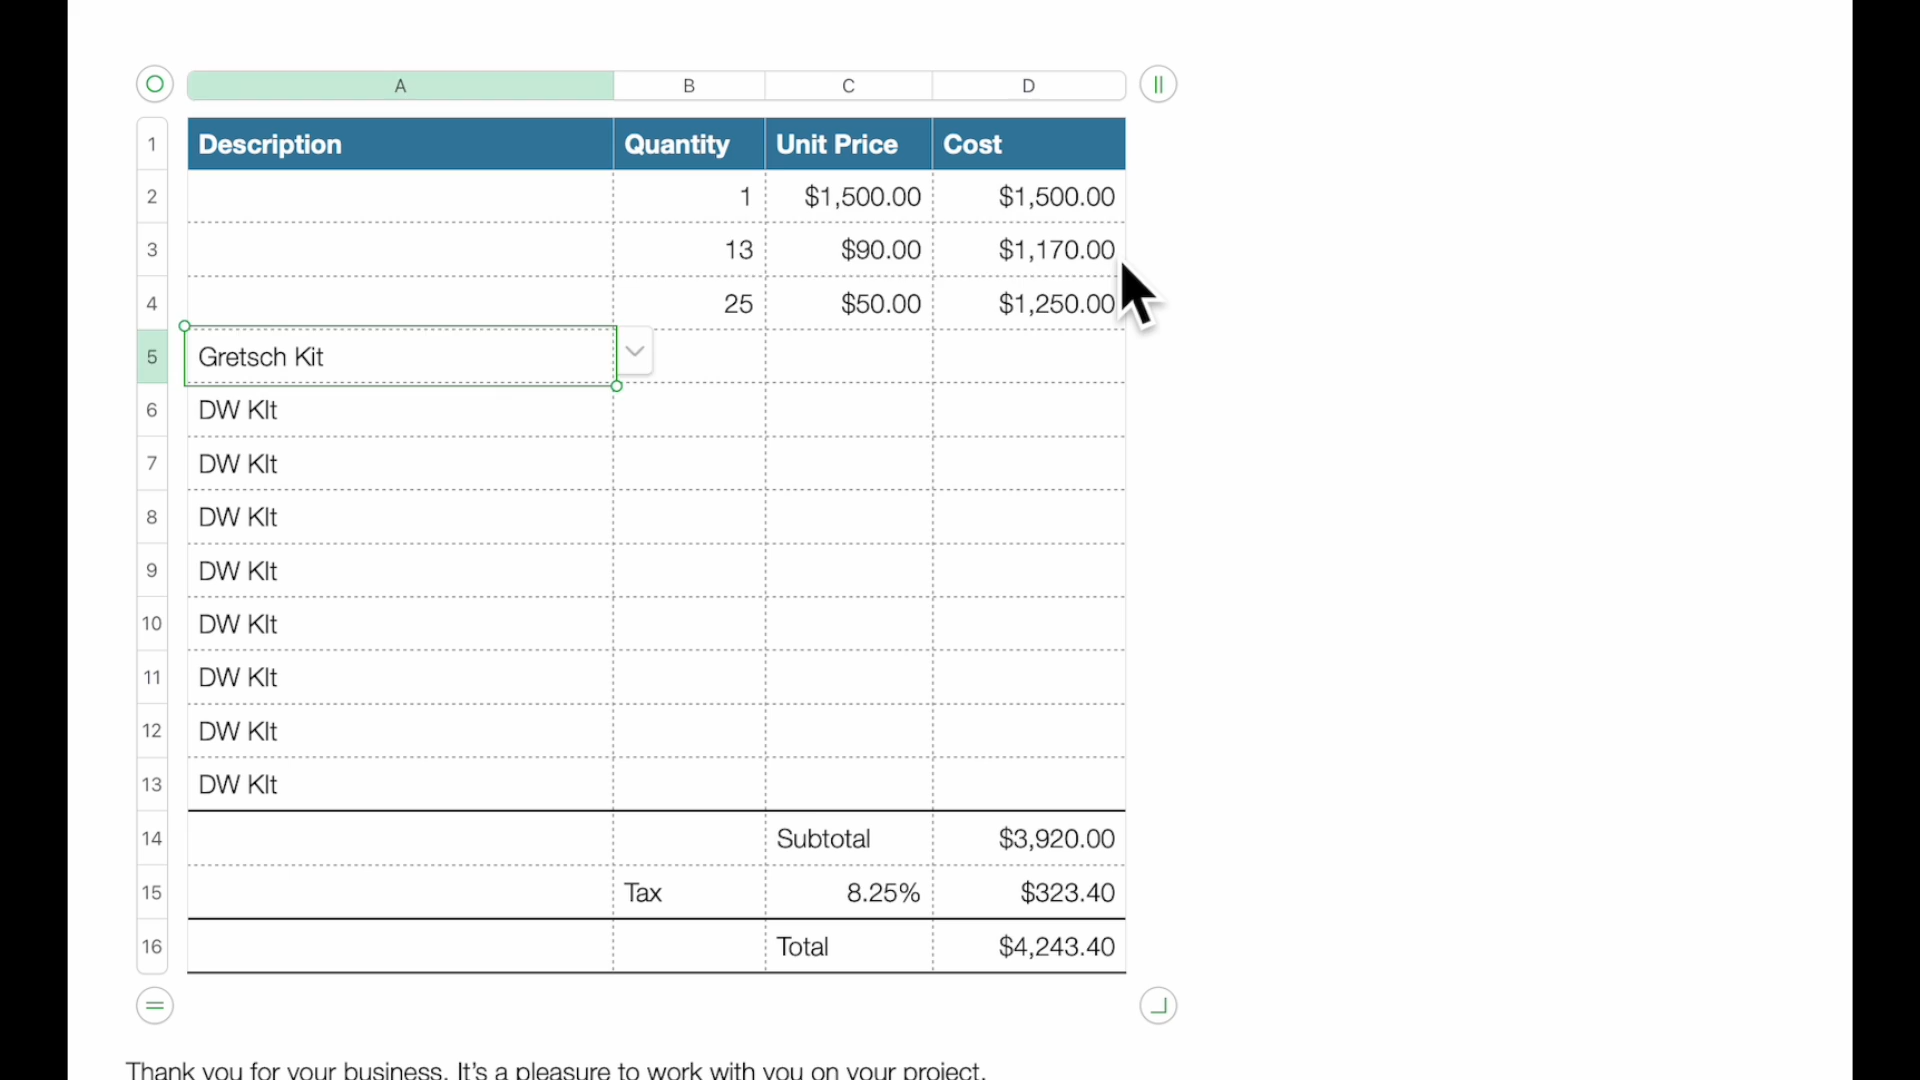 A B C D
1 Description Quantity Unit Price Cost
2 1 $1,500.00 $1,500.00
3 13 $90.00 $1,170.00
4 25 $50.00 $1,250.00
5 Gretsch Kit
6 DW KIt
7 DW KIt
8 DW KIt
9 DW KIt
10 DW KIt
11 DW KIt
12 DW KIt
13 DW KIt
14 Subtotal $3,920.00
15 Tax 8.25% $323.40
16 Total $4,243.40
Thank you for your business. It's a pleasure to work with you on your project.